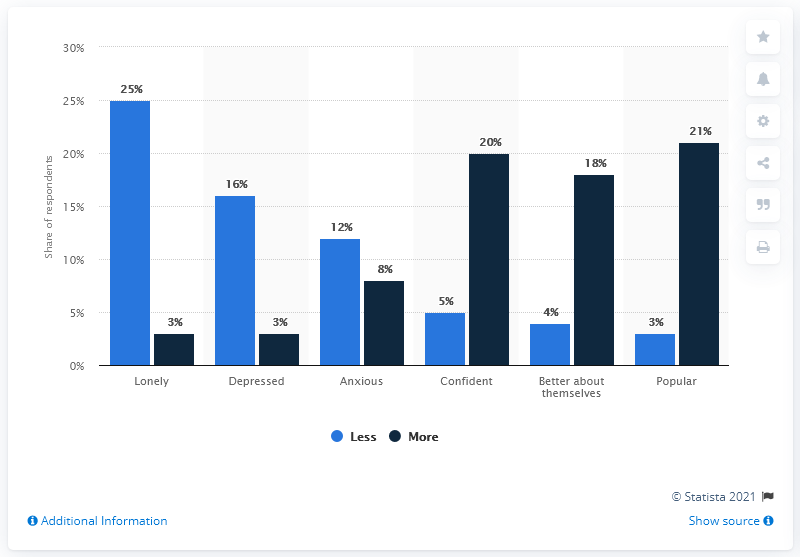 30%
25%
20%
15%
10%
5%
0%
Share of respondents
25%
3%
16%
3%
12%
8%
5%
20%
4%
18%
3%
21%
Lonely
Depressed
Anxious
Confident
Better about
themselves
Popular
Less
More
© Statista 2021
Additional Information
Show source